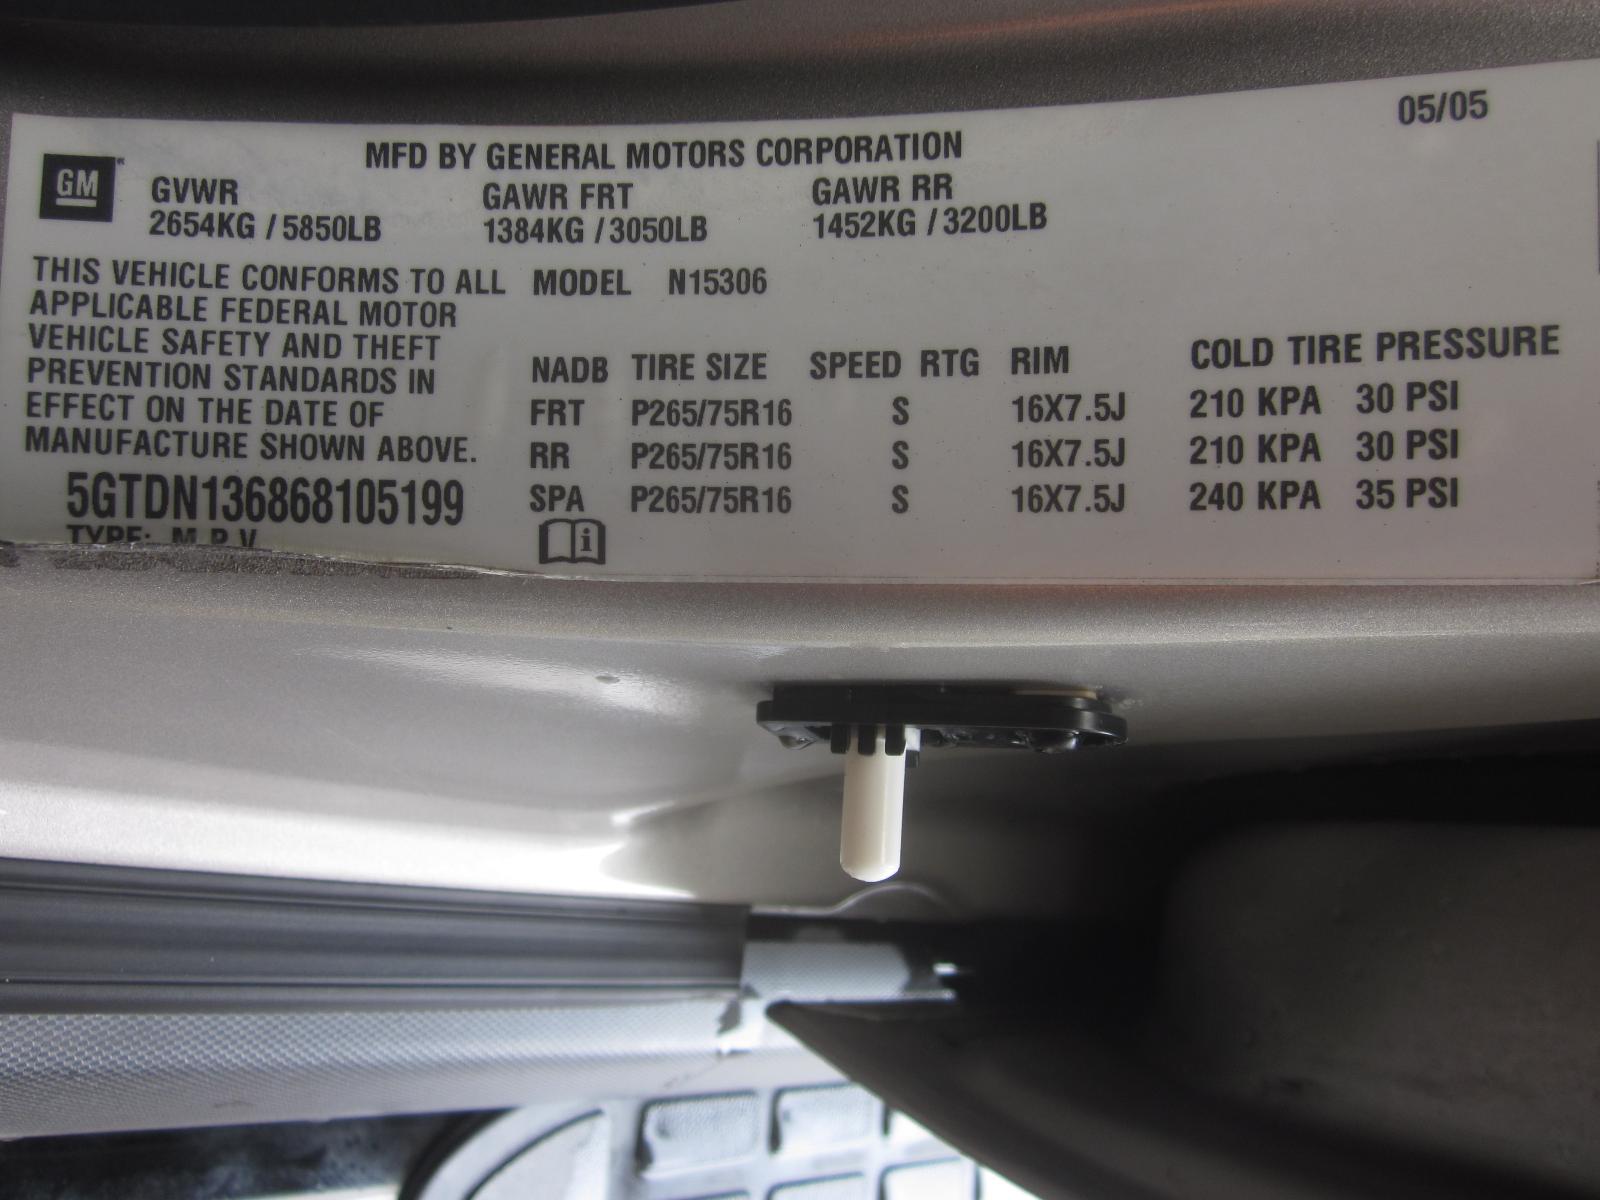 05/05
MFD BY GENERAL MOTORS CORPORATION
GM
GVWR GAWR FRT GAWR RR
2654KG / 5850LB 1384KG / 3050LB 1452KG / 3200LB
THIS VEHICLE CONFORMS TO ALL
APPLICABLE FEDERAL MOTOR
VEHICLE SAFETY AND THEFT
PREVENTION STANDARDS IN
EFFECT ON THE DATE OF
MANUFACTURE SHOWN ABOVE.
5GTDN136868105199
TYPE: M.P.V.
MODEL N15306
NADB TIRE SIZE SPEED RTG RIM COLD TIRE PRESSURE
FRT P265/75R16 S 16X7.5J 210 KPA 30 PSI
RR P265/75R16 S 16X7.5J 210 KPA 30 PSI
SPA P265/75R16 S 16X7.5J 240 KPA 35 PSI
i